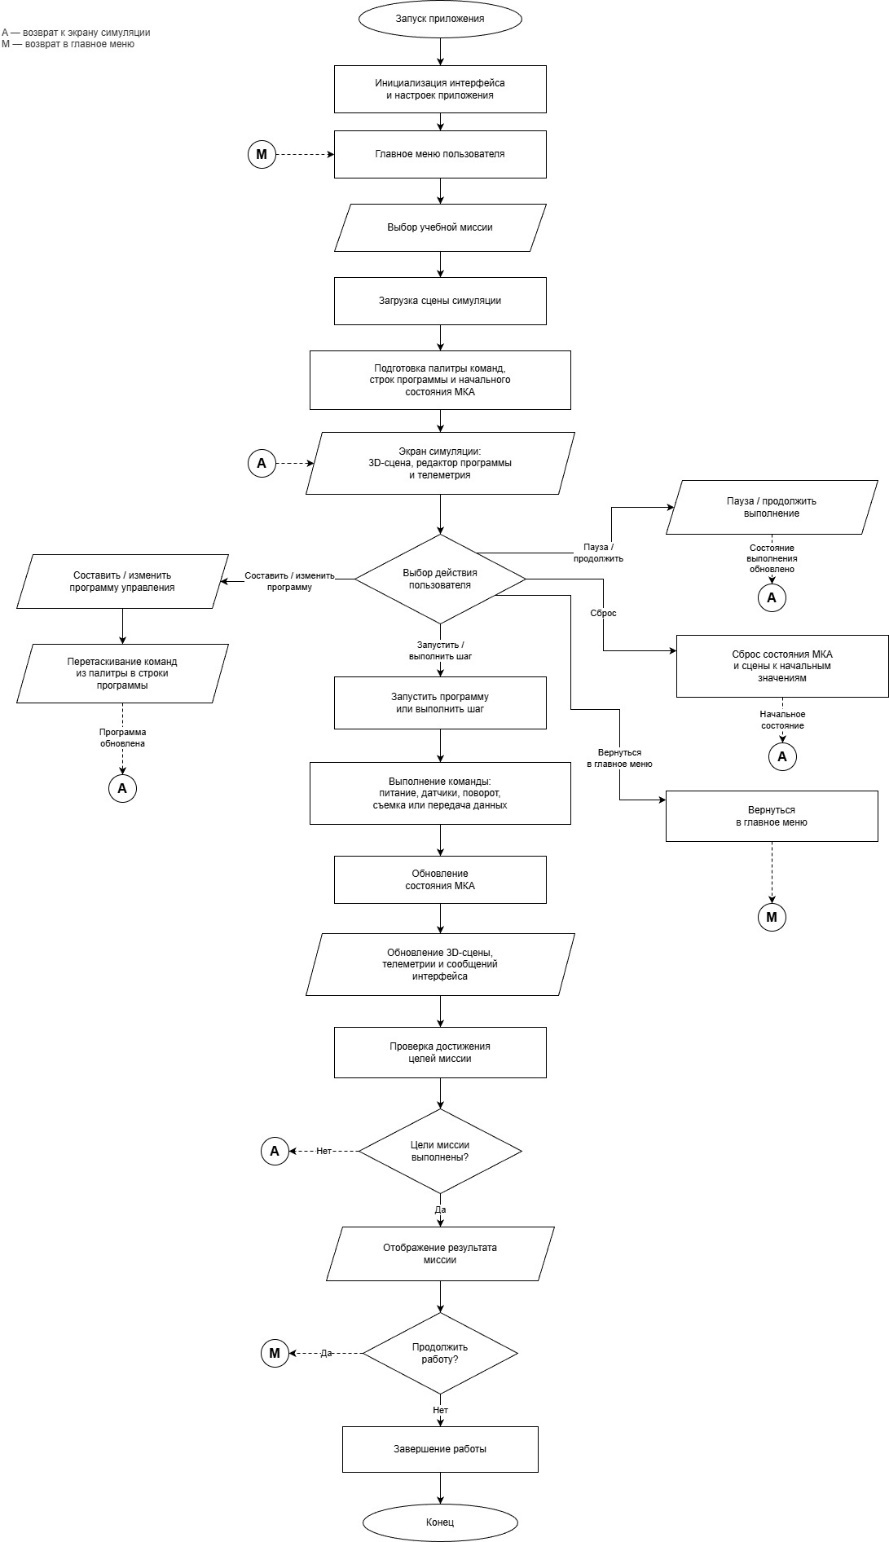 Запуск приложения
А — возврат к экрану симуляции
М — возврат в главное меню
Инициализация интерфейса
и настроек приложения
М
Главное меню пользователя
Выбор учебной миссии
Загрузка сцены симуляции
Подготовка палитры команд,
строк программы и начального
состояния МКА
А
Экран симуляции:
3D-сцена, редактор программы
и телеметрия
Выбор действия
пользователя
Составить / изменить
программу
Составить / изменить
программу управления
Перетаскивание команд
из палитры в строки
программы
Программа
обновлена
А
Пауза /
продолжить
Пауза / продолжить
выполнение
Состояние
выполнения
обновлено
А
Сброс
Сброс состояния МКА
и сцены к начальным
значениям
Начальное
состояние
А
Вернуться
в главное меню
Вернуться
в главное меню
М
Запустить /
выполнить шаг
Запустить программу
или выполнить шаг
Выполнение команды:
питание, датчики, поворот,
съемка или передача данных
Обновление
состояния МКА
Обновление 3D-сцены,
телеметрии и сообщений
интерфейса
Проверка достижения
целей миссии
Цели миссии
выполнены?
Нет
А
Да
Отображение результата
миссии
Продолжить
работу?
Да
М
Нет
Завершение работы
Конец